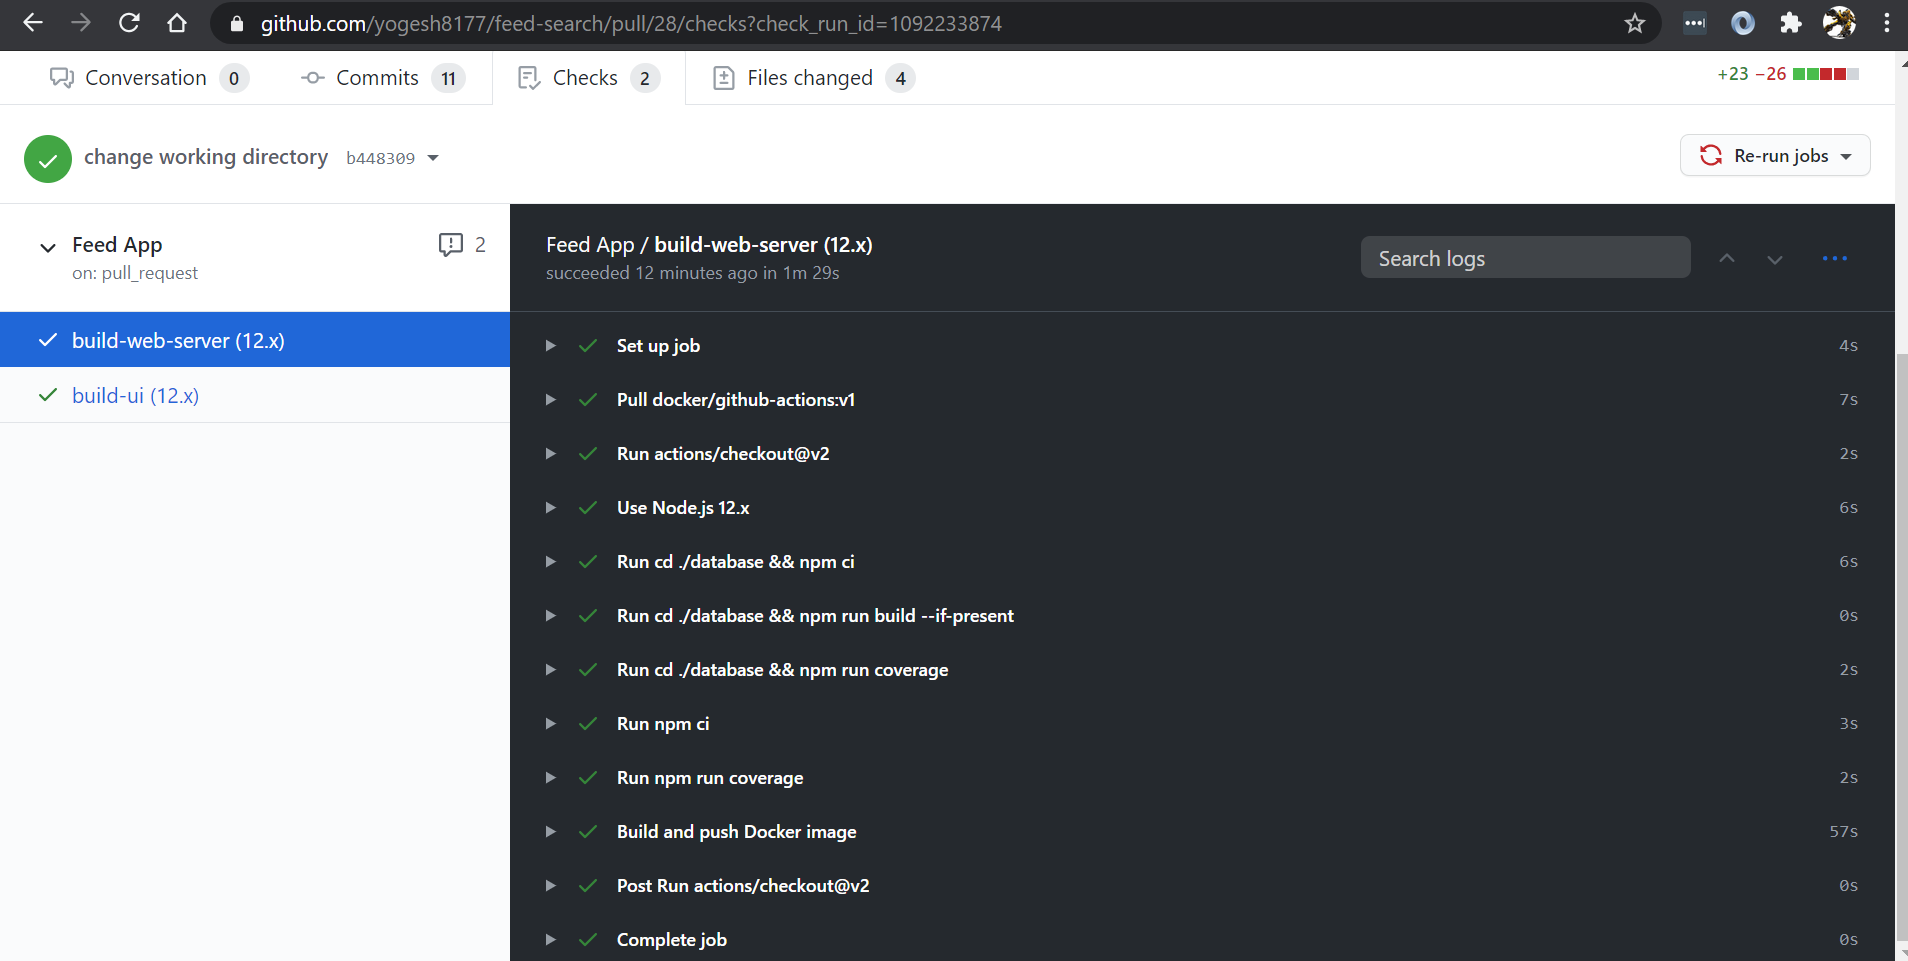 github.com/yogesh8177/feed-search/pull/28/checks?check_run_id=1092233874
Conversation 0 Commits 11 Checks 2 Files changed 4 +23 −26
change working directory b448309 Re-run jobs
Feed App 2
on: pull_request
build-web-server (12.x)
build-ui (12.x)
Feed App / build-web-server (12.x)
succeeded 12 minutes ago in 1m 29s
Search logs
Set up job 4s
Pull docker/github-actions:v1 7s
Run actions/checkout@v2 2s
Use Node.js 12.x 6s
Run cd ./database && npm ci 6s
Run cd ./database && npm run build --if-present 0s
Run cd ./database && npm run coverage 2s
Run npm ci 3s
Run npm run coverage 2s
Build and push Docker image 57s
Post Run actions/checkout@v2 0s
Complete job 0s